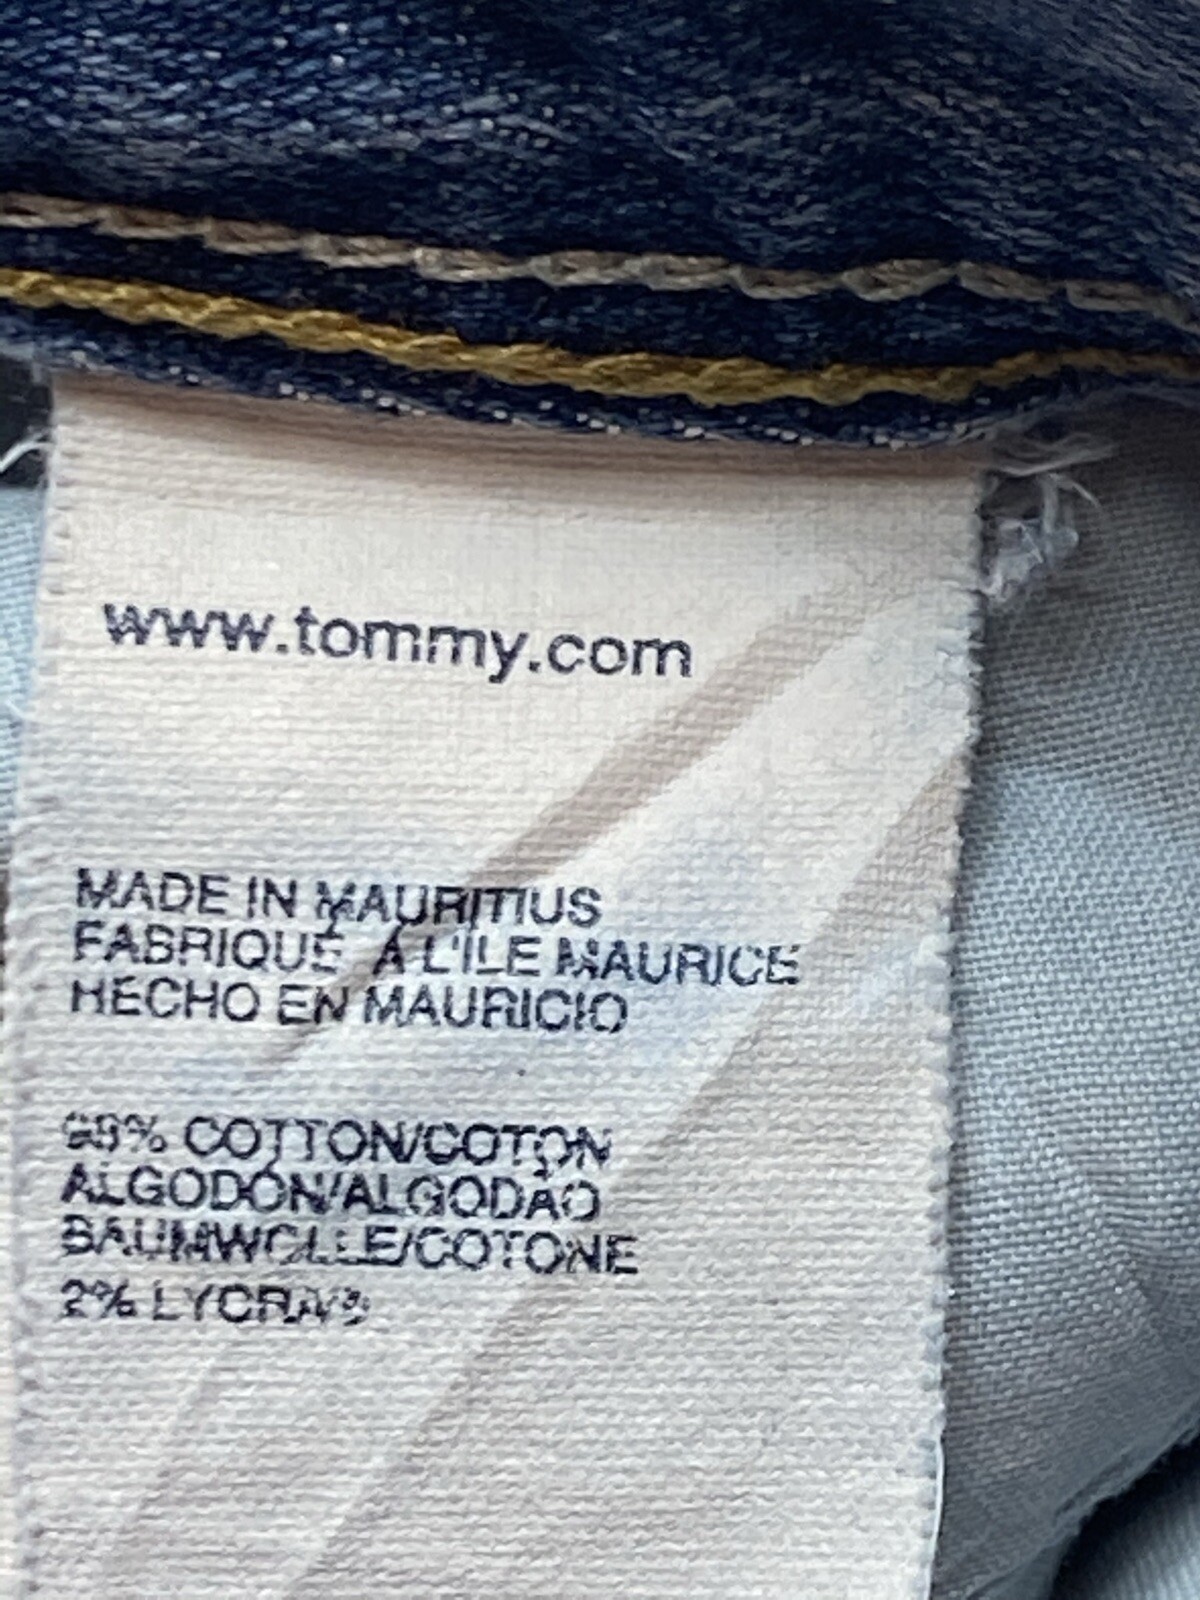 www.tommy.com
MADE IN MAURITIUS
FABRIQUÉ À L'ILE MAURICE
HECHO EN MAURICIO
98% COTTON/COTON
ALGODÓN/ALGODÃO
BAUMWOLLE/COTONE
2% LYCRA®